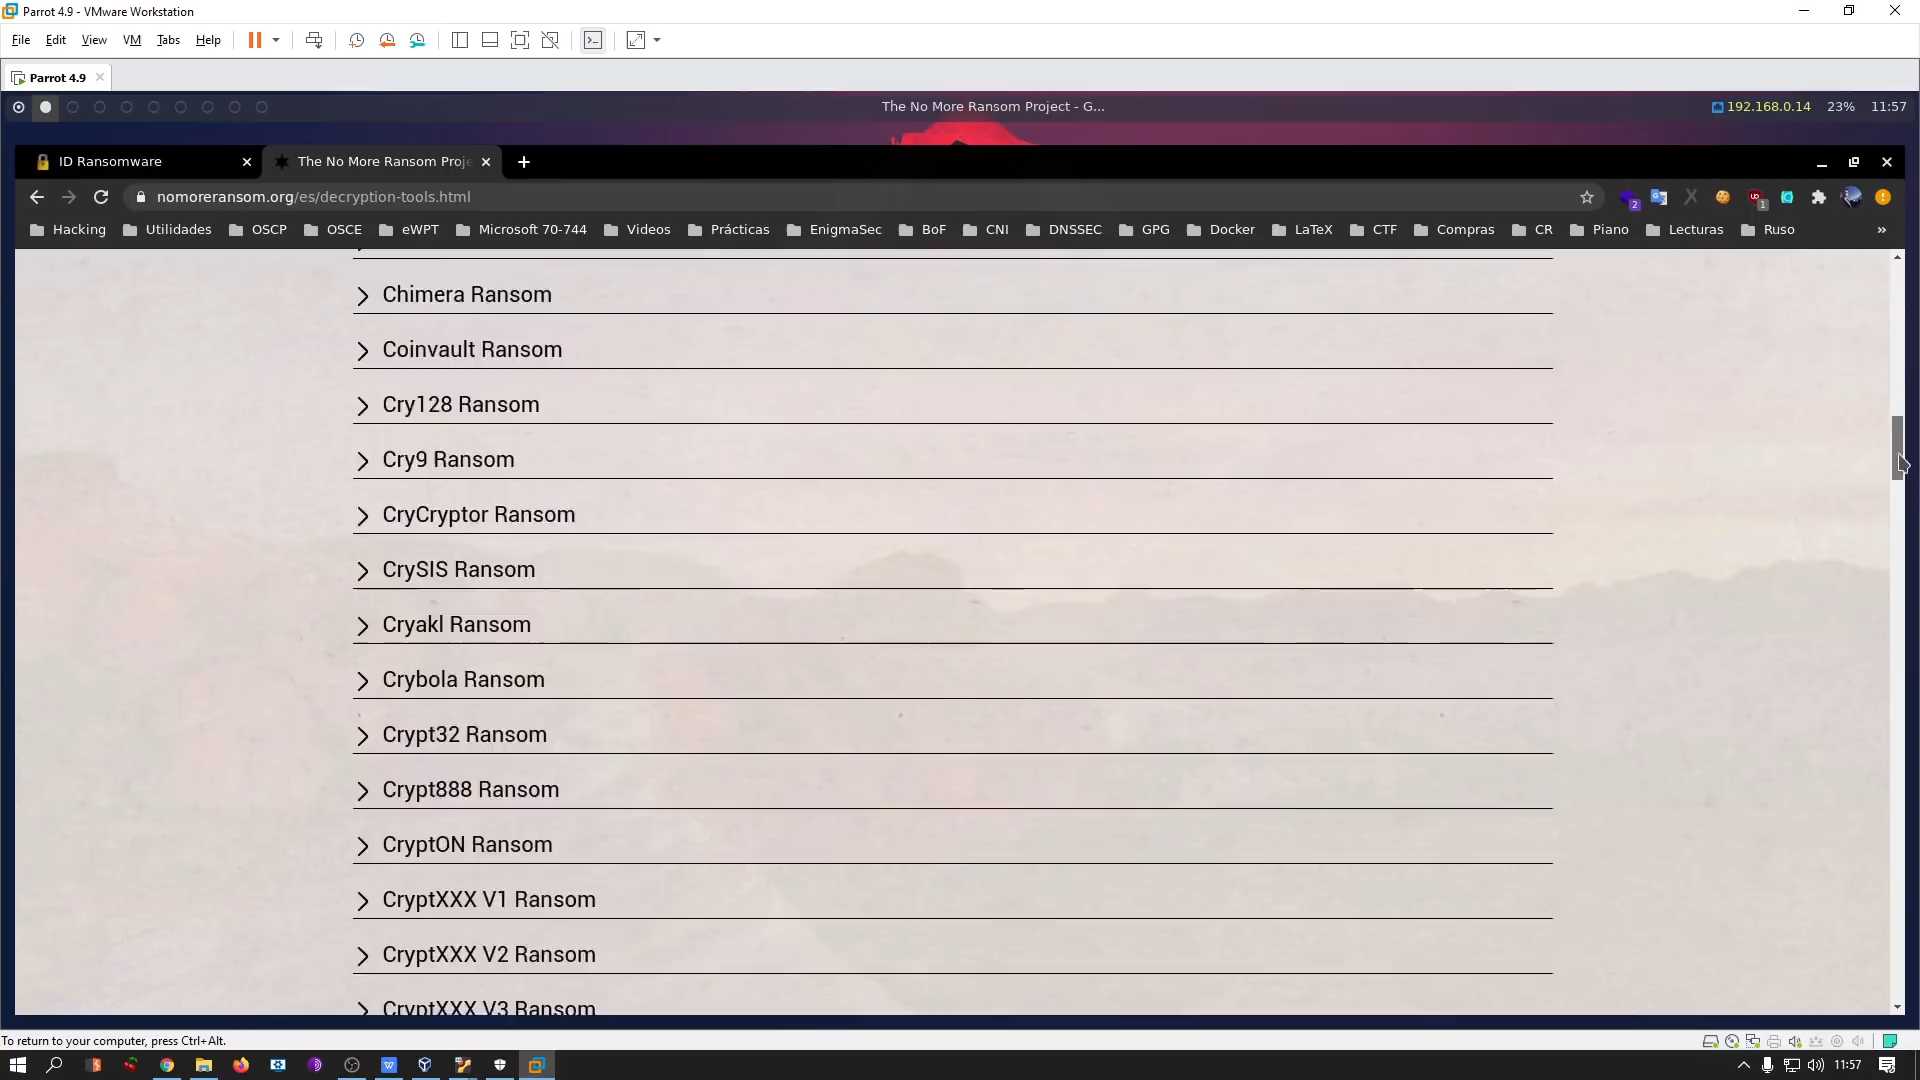 Parrot 4.9 - VMware Workstation
File Edit View VM Tabs Help
Parrot 4.9
The No More Ransom Project - G...
192.168.0.14 23% 11:57
ID Ransomware
The No More Ransom Proje
nomoreransom.org/es/decryption-tools.html
2
1
Hacking Utilidades OSCP OSCE eWPT Microsoft 70-744 Videos Prácticas EnigmaSec BoF CNI DNSSEC GPG Docker LaTeX CTF Compras CR Piano Lecturas Ruso »
Chimera Ransom
Coinvault Ransom
Cry128 Ransom
Cry9 Ransom
CryCryptor Ransom
CrySIS Ransom
Cryakl Ransom
Crybola Ransom
Crypt32 Ransom
Crypt888 Ransom
CryptON Ransom
CryptXXX V1 Ransom
CryptXXX V2 Ransom
CryptXXX V3 Ransom
To return to your computer, press Ctrl+Alt.
11:57